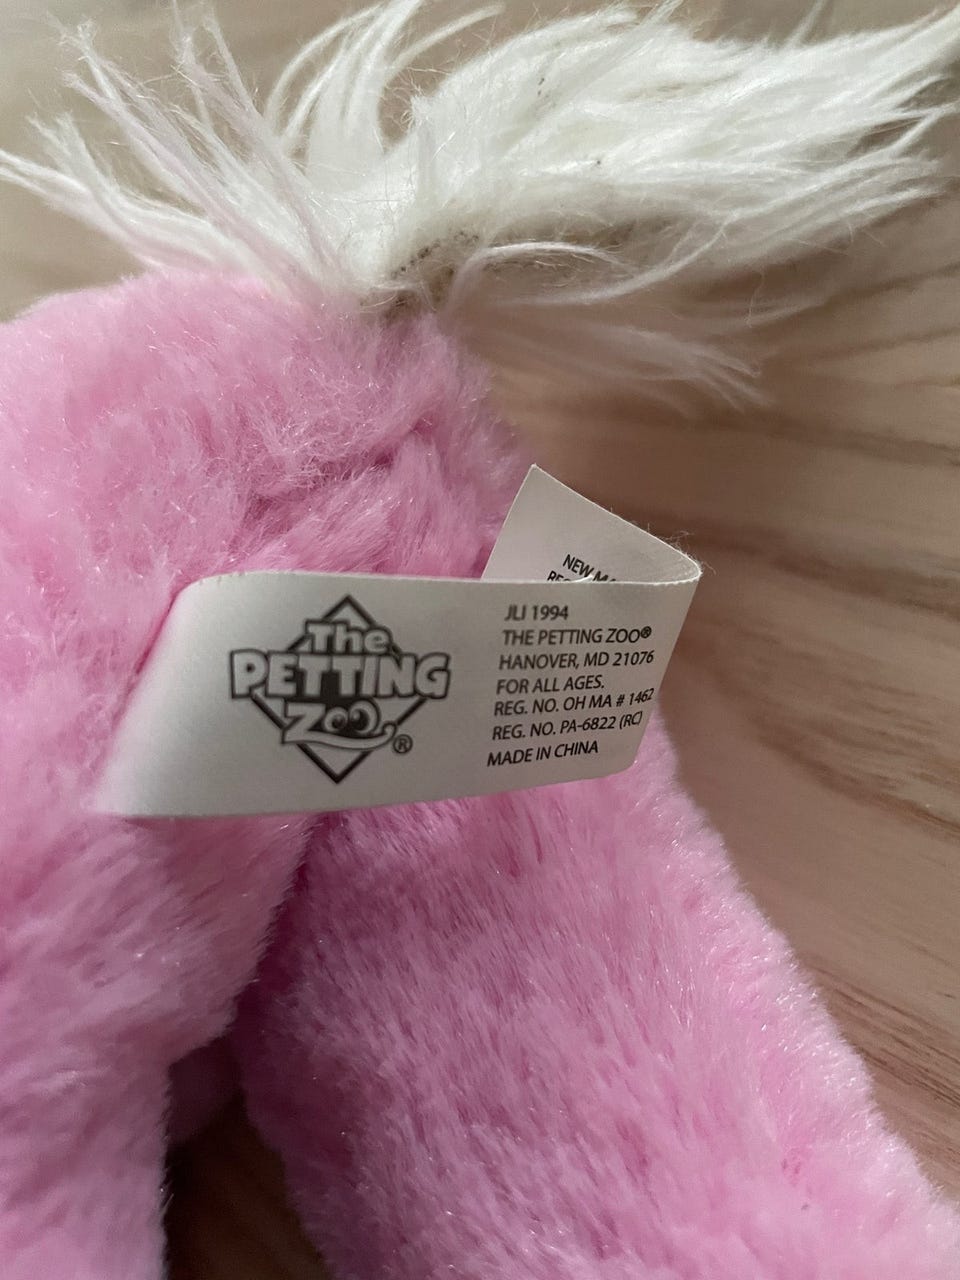 The
PETTING
Zoo®
NEW
JLI 1994
THE PETTING ZOO®
HANOVER, MD 21076
FOR ALL AGES.
REG. NO. OH MA # 1462
REG. NO. PA-6822 (RC)
MADE IN CHINA